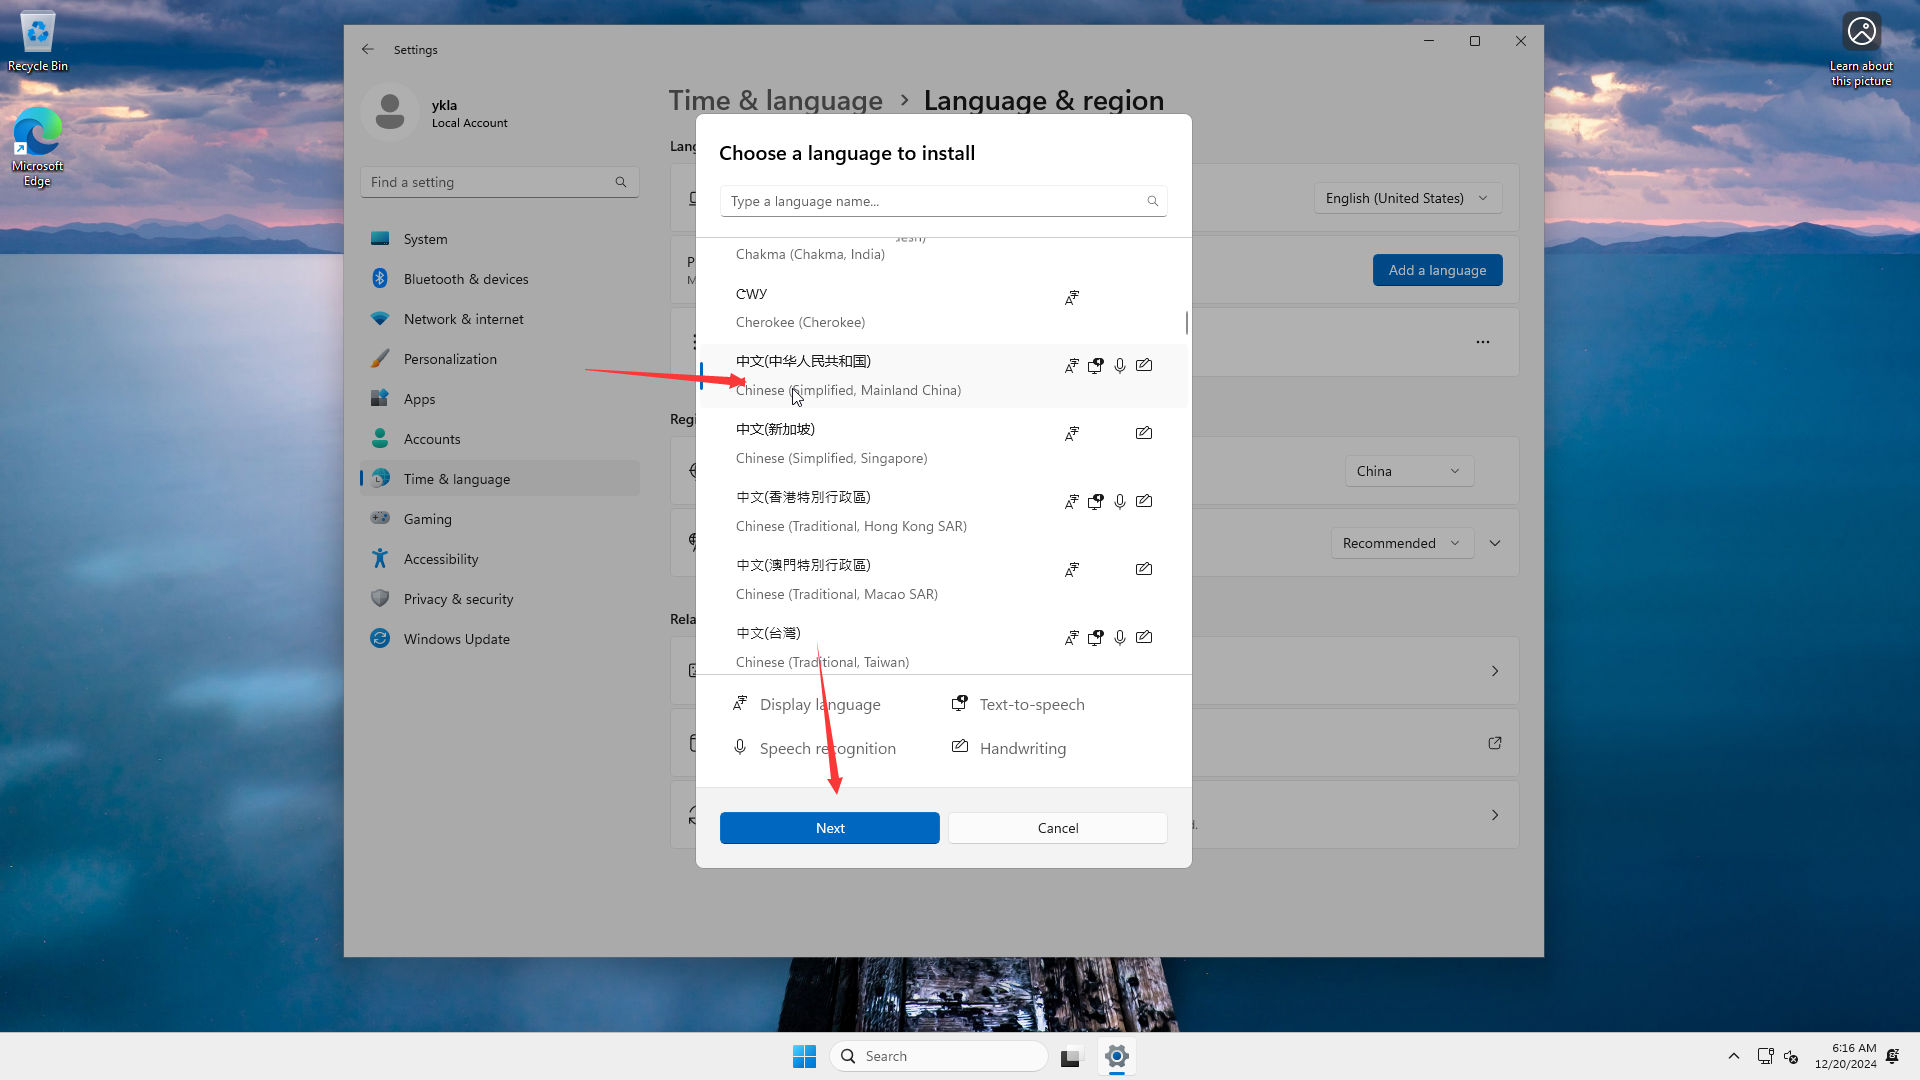 Recycle Bin
Microsoft
Edge
Learn about
this picture
Settings
ykla
Local Account
Find a setting
System
Bluetooth & devices
Network & internet
Personalization
Apps
Accounts
Time & language
Gaming
Accessibility
Privacy & security
Windows Update
Time & language > Language & region
English (United States)
Add a language
China
Recommended
Choose a language to install
Type a language name...
Chakma (Chakma, India)
ᏣᎳᎩ
Cherokee (Cherokee)
中文(中华人民共和国)
Chinese (Simplified, Mainland China)
中文(新加坡)
Chinese (Simplified, Singapore)
中文(香港特別行政區)
Chinese (Traditional, Hong Kong SAR)
中文(澳門特別行政區)
Chinese (Traditional, Macao SAR)
中文(台灣)
Chinese (Traditional, Taiwan)
Display language
Text-to-speech
Speech recognition
Handwriting
Next
Cancel
Search
6:16 AM
12/20/2024